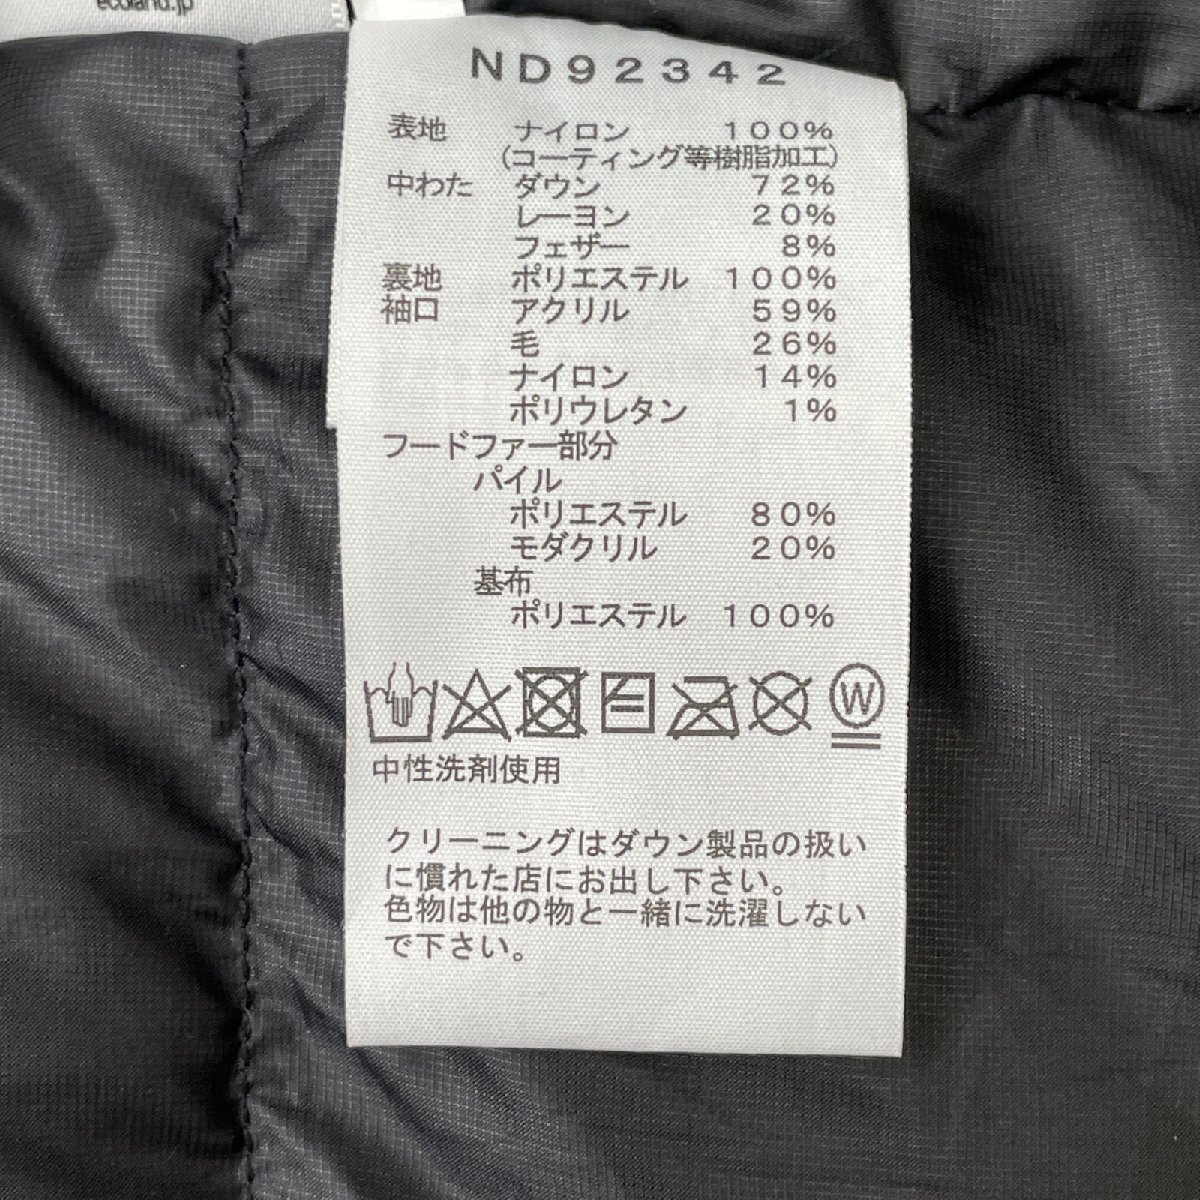 ecoland.jp
ND92342
表地 ナイロン 100%
(コーティング等樹脂加工)
中わた ダウン 72%
レーヨン 20%
フェザー 8%
裏地 ポリエステル 100%
袖口 アクリル 59%
毛 26%
ナイロン 14%
ポリウレタン 1%
フードファー部分
パイル
ポリエステル 80%
モダクリル 20%
基布
ポリエステル 100%
W
中性洗剤使用
クリーニングはダウン製品の扱い
に慣れた店にお出し下さい。
色物は他の物と一緒に洗濯しない
で下さい。